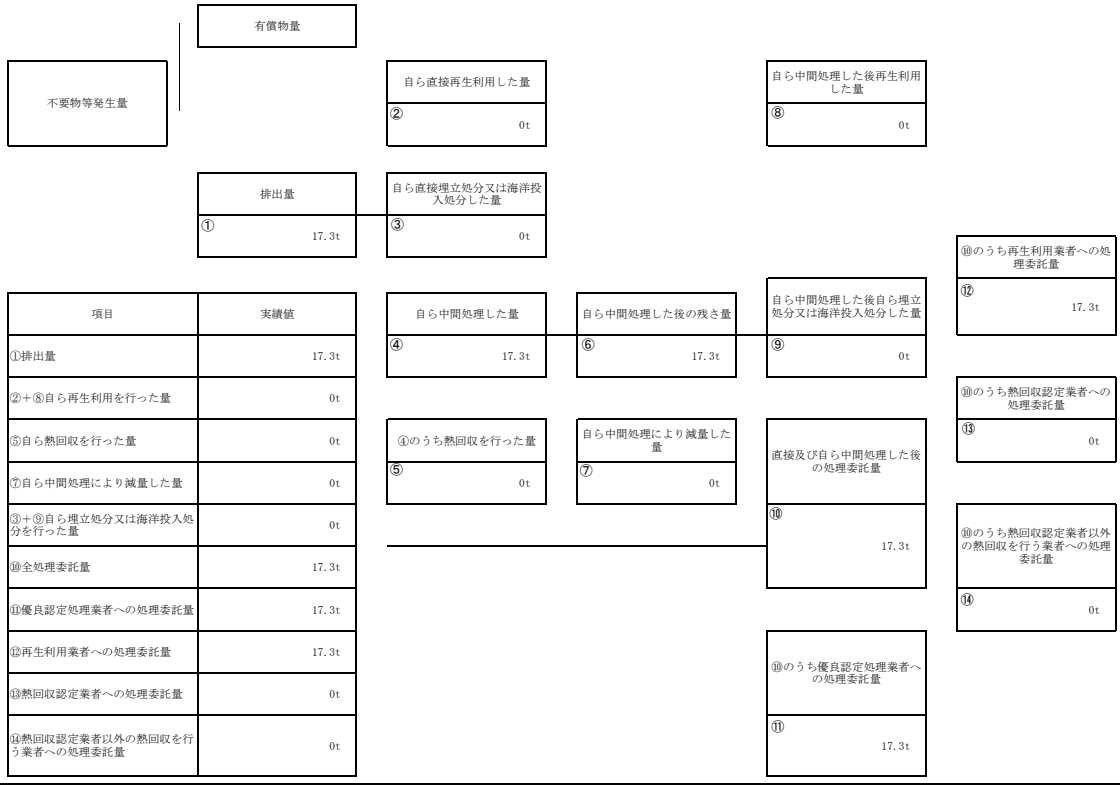 有償物量
不要物等発生量
自ら直接再生利用した量
②
0t
自ら中間処理した後再生利用
した量
⑧
0t
排出量
①
17.3t
自ら直接埋立処分又は海洋投
入処分した量
③
0t
⑩のうち再生利用業者への処
理委託量
⑫
17.3t
自ら中間処理した量
④
17.3t
自ら中間処理した後の残さ量
⑥
17.3t
自ら中間処理した後自ら埋立
処分又は海洋投入処分した量
⑨
0t
⑩のうち熱回収認定業者への
処理委託量
⑬
0t
④のうち熱回収を行った量
⑤
0t
自ら中間処理により減量した
量
⑦
0t
直接及び自ら中間処理した後
の処理委託量
⑩
17.3t
⑩のうち熱回収認定業者以外
の熱回収を行う業者への処理
委託量
⑭
0t
⑩のうち優良認定処理業者へ
の処理委託量
⑪
17.3t
項目 実績値
①排出量 17.3t
②＋⑧自ら再生利用を行った量 0t
⑤自ら熱回収を行った量 0t
⑦自ら中間処理により減量した量 0t
③＋⑨自ら埋立処分又は海洋投入処
分を行った量 0t
⑩全処理委託量 17.3t
⑪優良認定処理業者への処理委託量 17.3t
⑫再生利用業者への処理委託量 17.3t
⑬熱回収認定業者への処理委託量 0t
⑭熱回収認定業者以外の熱回収を行
う業者への処理委託量 0t